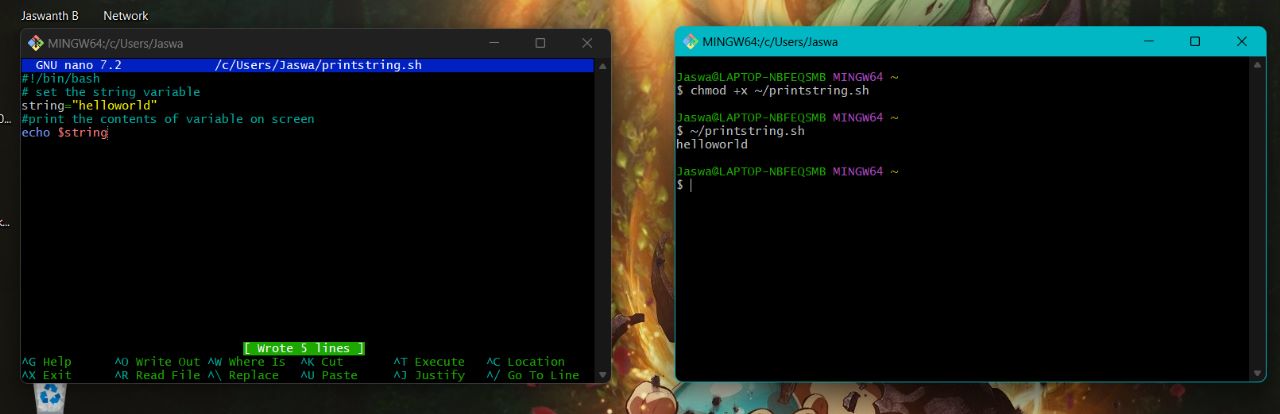 Jaswanth B Network
MINGW64:/c/Users/Jaswa
GNU nano 7.2 /c/Users/Jaswa/printstring.sh
#!/bin/bash
# set the string variable
string="helloworld"
#print the contents of variable on screen
echo $string
[ Wrote 5 lines ]
^G Help ^O Write Out ^W Where Is ^K Cut ^T Execute ^C Location
^X Exit ^R Read File ^\ Replace ^U Paste ^J Justify ^/ Go To Line
MINGW64:/c/Users/Jaswa
Jaswa@LAPTOP-NBFEQSMB MINGW64 ~
$ chmod +x ~/printstring.sh
Jaswa@LAPTOP-NBFEQSMB MINGW64 ~
$ ~/printstring.sh
helloworld
Jaswa@LAPTOP-NBFEQSMB MINGW64 ~
$